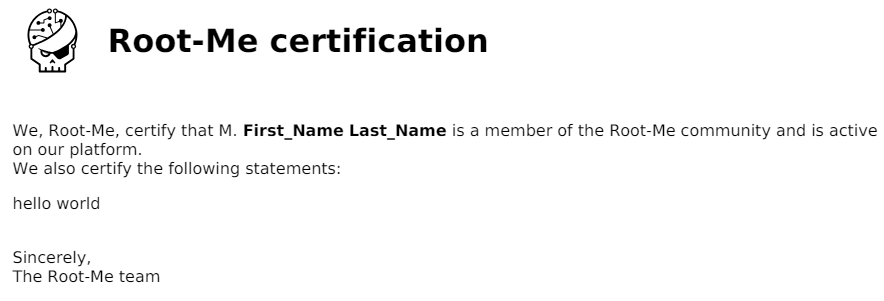 Root-Me certification
We, Root-Me, certify that M. First_Name Last_Name is a member of the Root-Me community and is active
on our platform.
We also certify the following statements:
hello world
Sincerely,
The Root-Me team